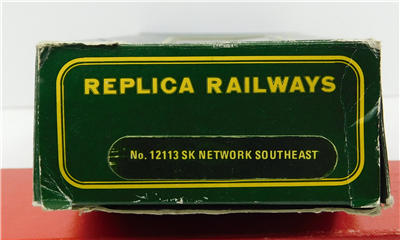 REPLICA RAILWAYS
No. 12113 SK NETWORK SOUTHEAST